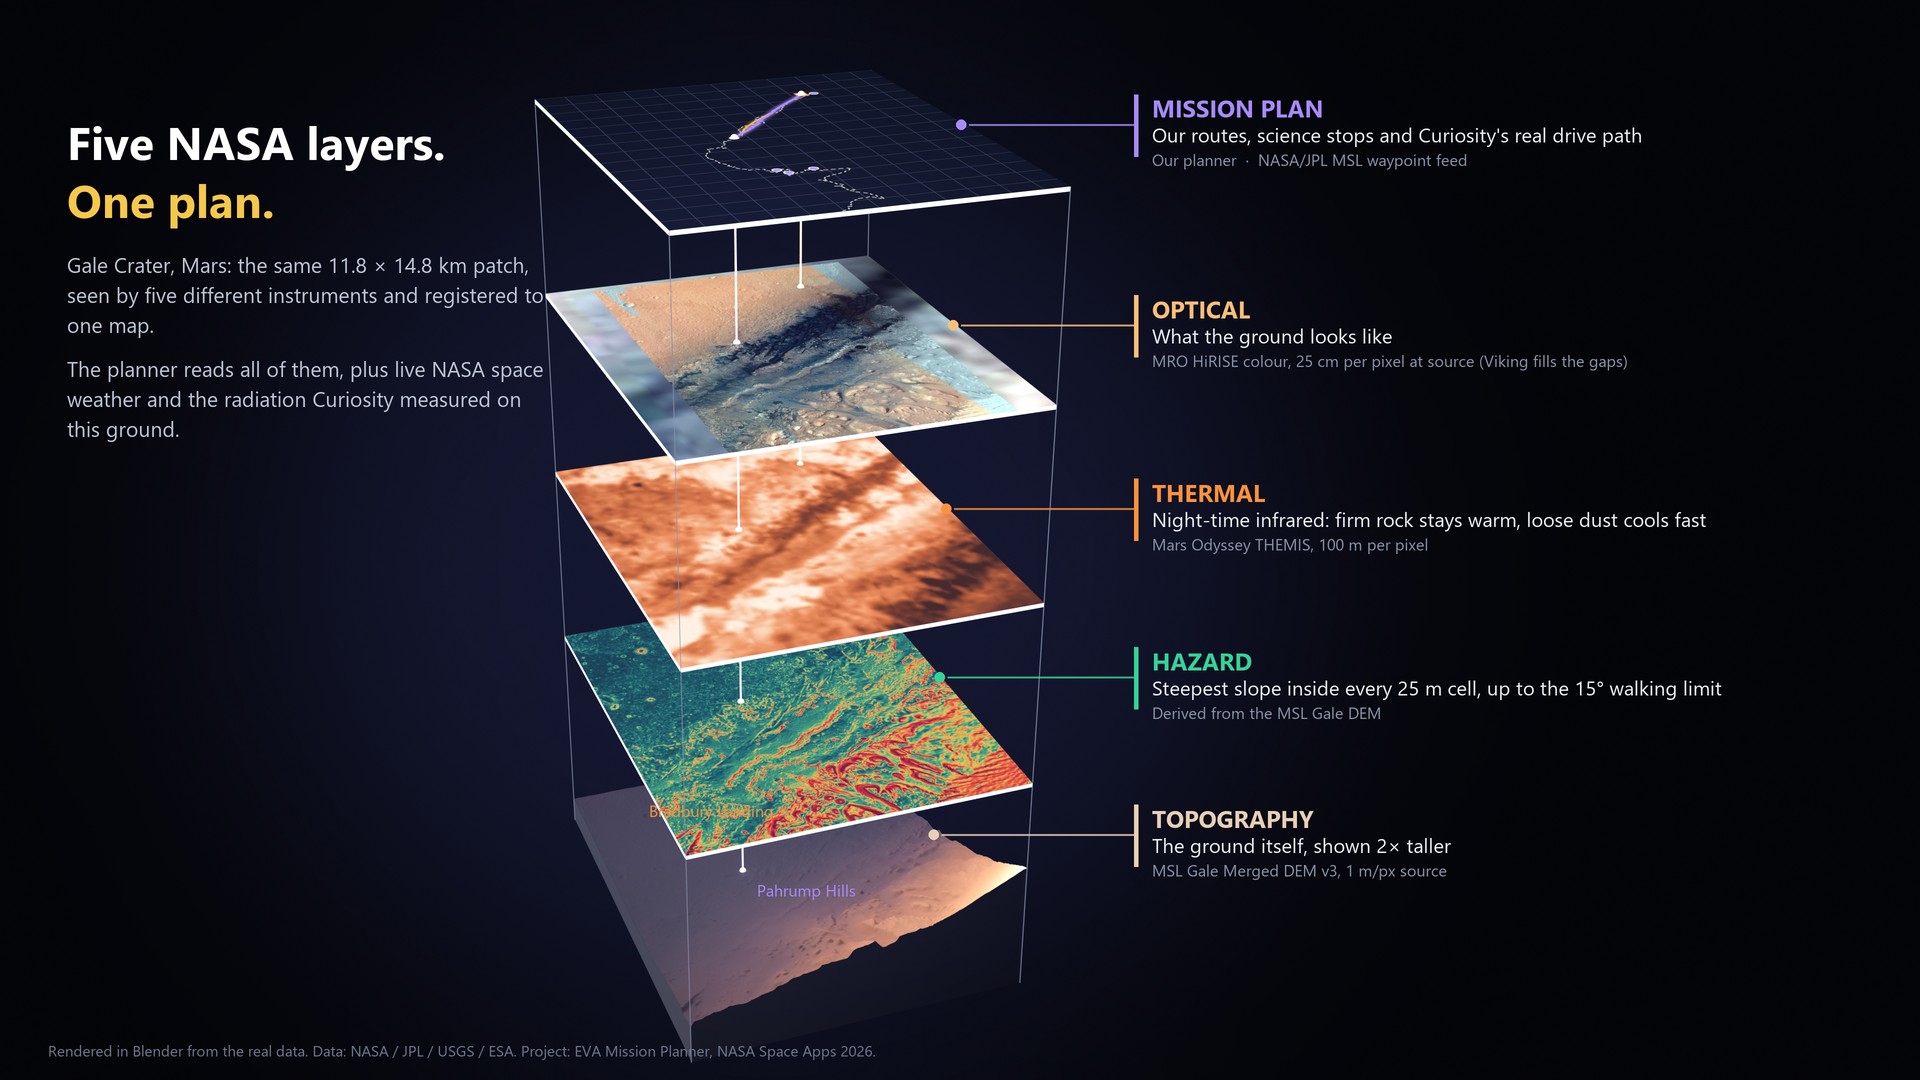 Five NASA layers.
One plan.
Gale Crater, Mars: the same 11.8 × 14.8 km patch,
seen by five different instruments and registered to
one map.
The planner reads all of them, plus live NASA space
weather and the radiation Curiosity measured on
this ground.
MISSION PLAN
Our routes, science stops and Curiosity's real drive path
Our planner · NASA/JPL MSL waypoint feed
OPTICAL
What the ground looks like
MRO HiRISE colour, 25 cm per pixel at source (Viking fills the gaps)
THERMAL
Night-time infrared: firm rock stays warm, loose dust cools fast
Mars Odyssey THEMIS, 100 m per pixel
HAZARD
Steepest slope inside every 25 m cell, up to the 15° walking limit
Derived from the MSL Gale DEM
TOPOGRAPHY
The ground itself, shown 2× taller
MSL Gale Merged DEM v3, 1 m/px source
Bradbury Landing
Pahrump Hills
Rendered in Blender from the real data. Data: NASA / JPL / USGS / ESA. Project: EVA Mission Planner, NASA Space Apps 2026.